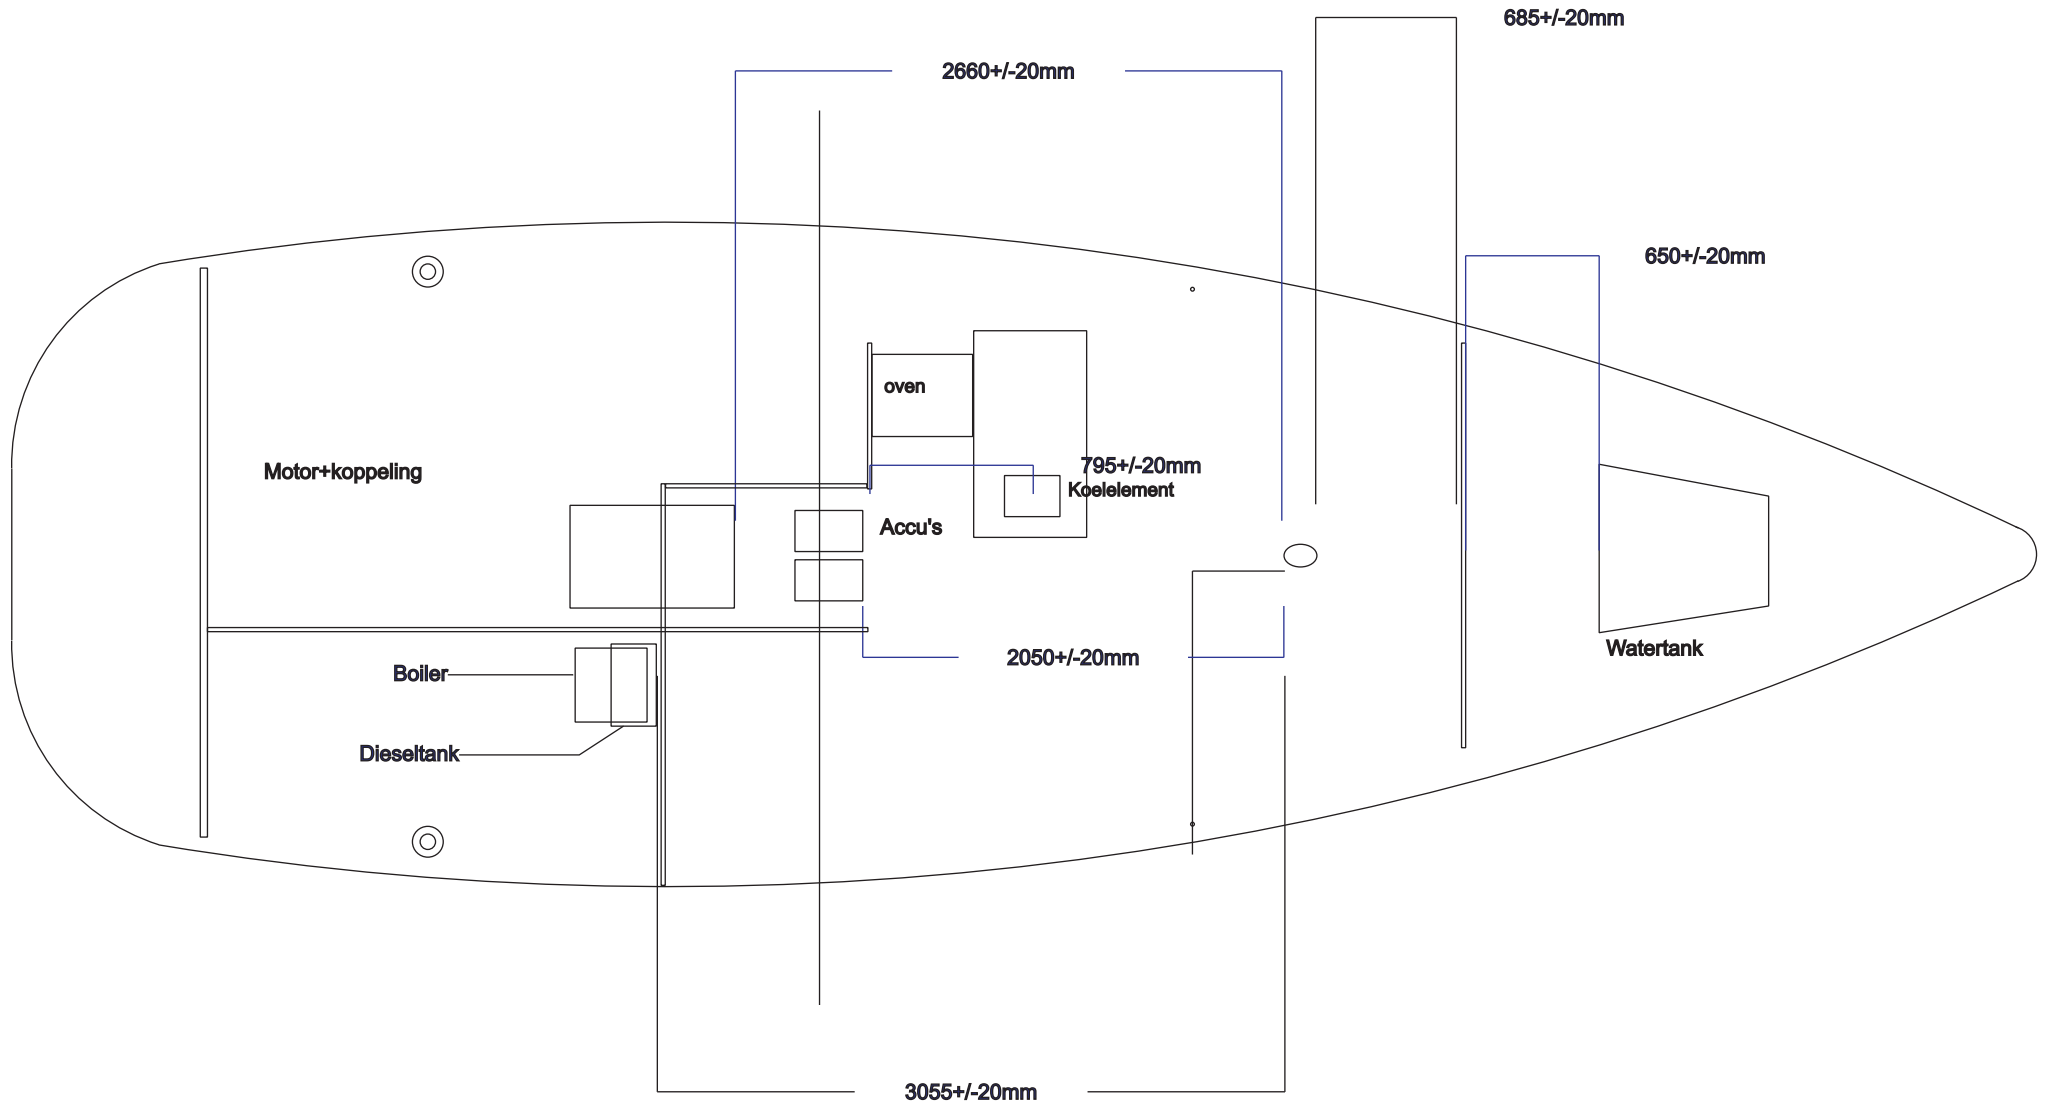 685+/-20mm
2660+/-20mm
650+/-20mm
oven
Motor+koppeling
795+/-20mm
Koelelement
Accu's
Watertank
2050+/-20mm
Boiler
Dieseltank
3055+/-20mm